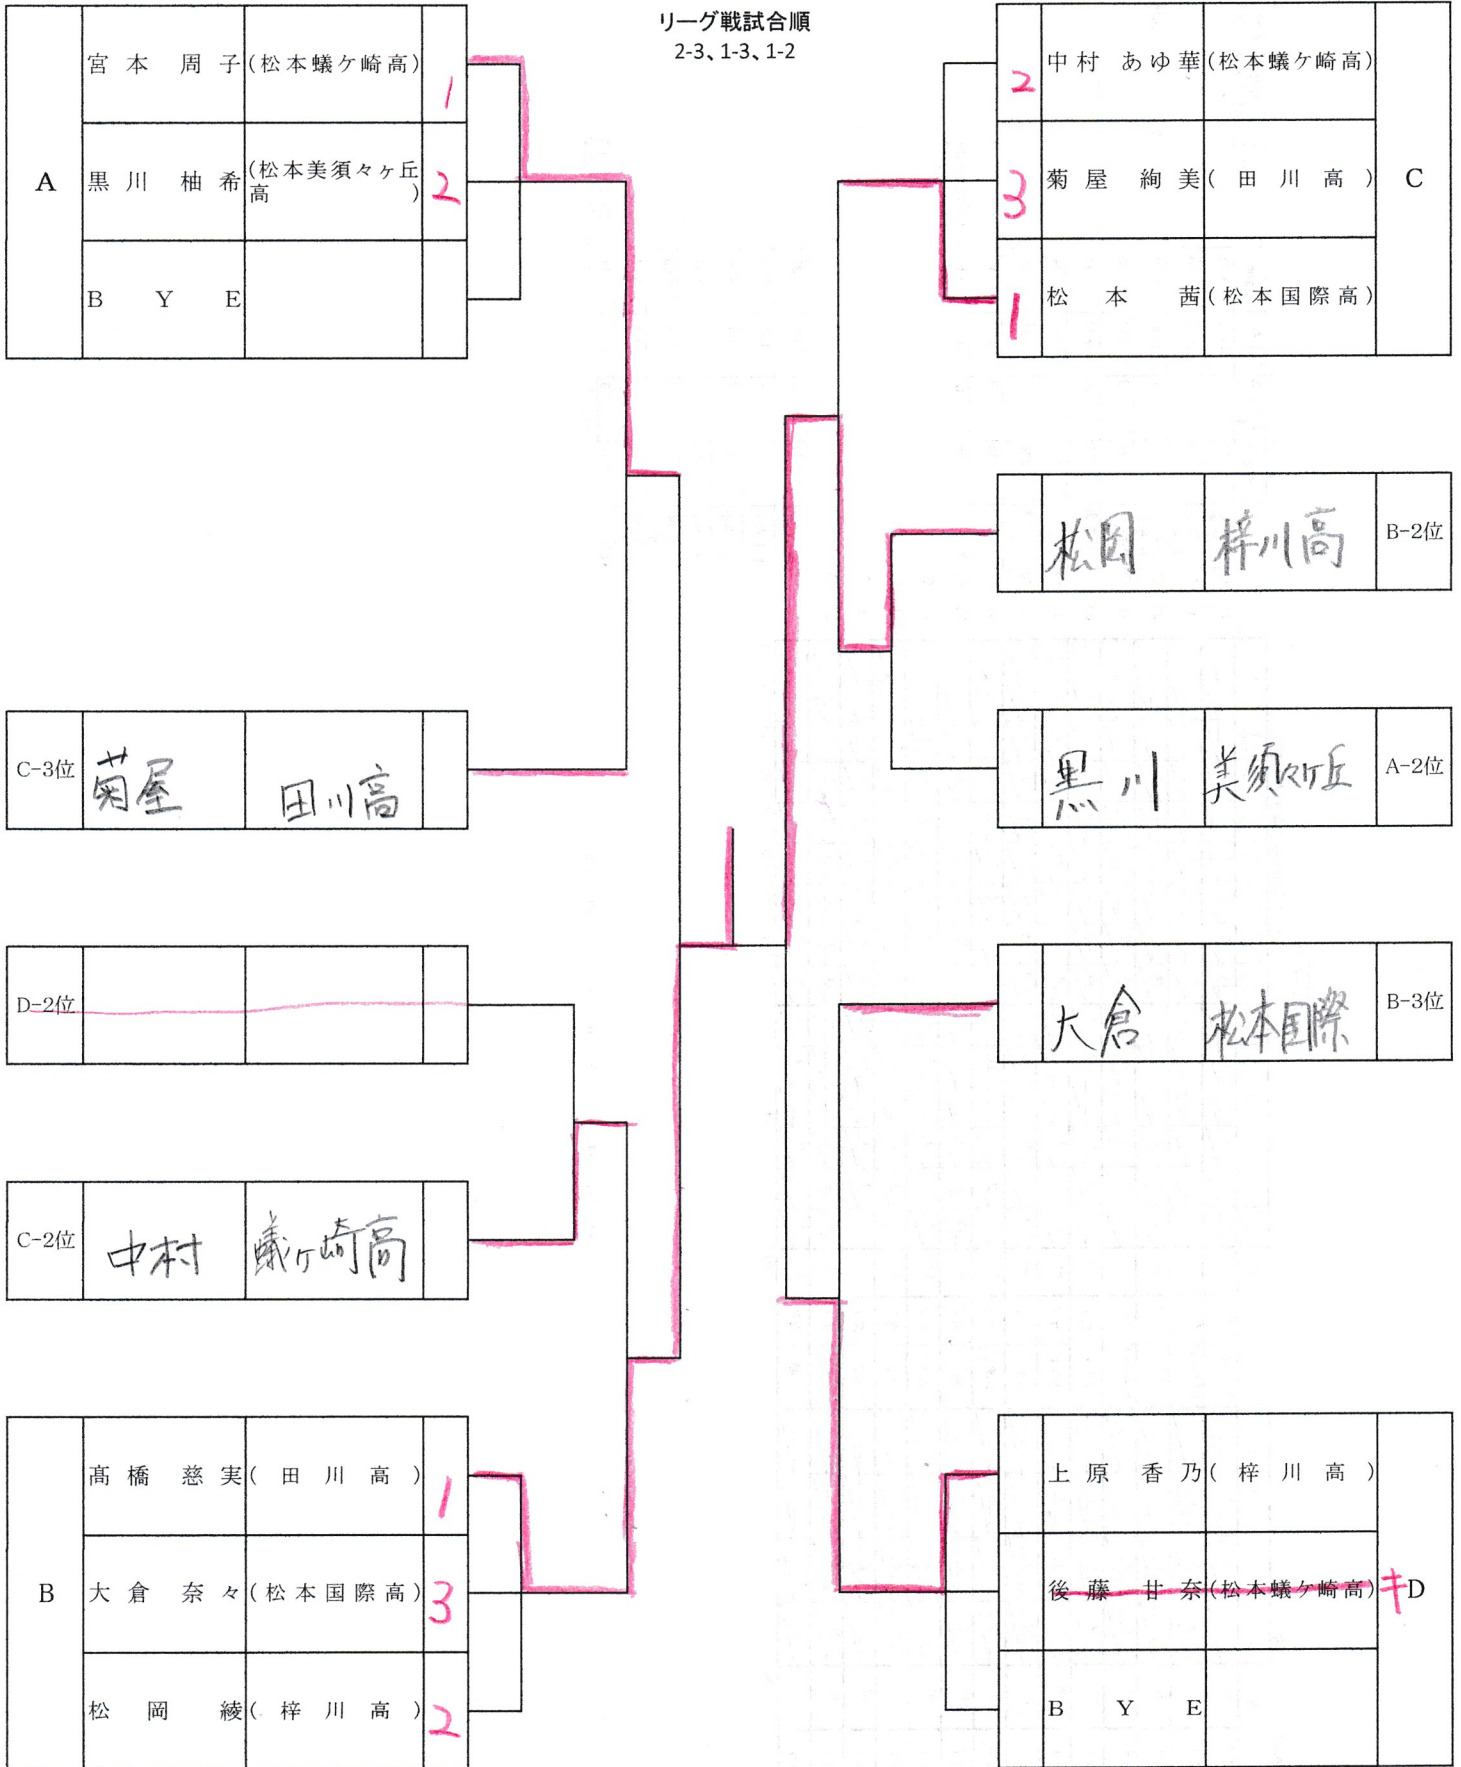 リーグ戦試合順
2-3、1-3、1-2
A
宮本 周子 (松本蟻ケ崎高) 1
黒川 柚希 (松本美須々ヶ丘高) 2
BYE
C-3位 菊屋 田川高
D-2位
C-2位 中村 蟻ヶ崎高
B
髙橋 慈実 (田川高) 1
大倉 奈々 (松本国際高) 3
松岡 綾 (梓川高) 2
2 中村 あゆ華 (松本蟻ケ崎高)
3 菊屋 絢美 (田川高)
1 松本 茜 (松本国際高)
C
松岡 梓川高 B-2位
黒川 美須々ヶ丘 A-2位
大倉 松本国際 B-3位
上原 香乃 (梓川高)
後藤 甘奈 (松本蟻ケ崎高) キ
BYE
D